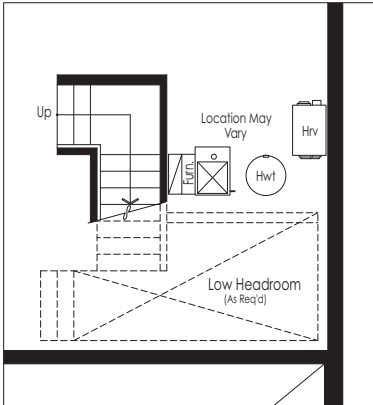 Up
Location May
Vary
Hrv
Furn.
Hwt
Low Headroom
(As Req'd)